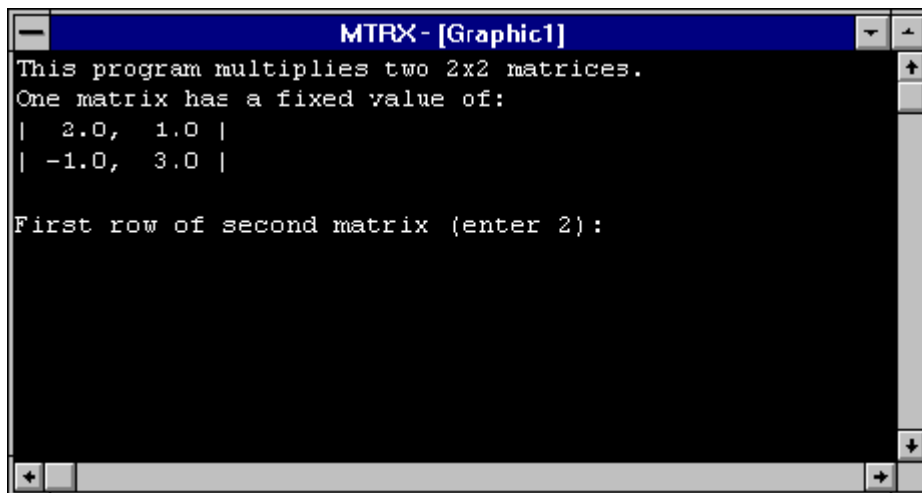 MTRX - [Graphic1]
This program multiplies two 2x2 matrices.
One matrix has a fixed value of:
|  2.0,  1.0 |
| -1.0,  3.0 |
First row of second matrix (enter 2):